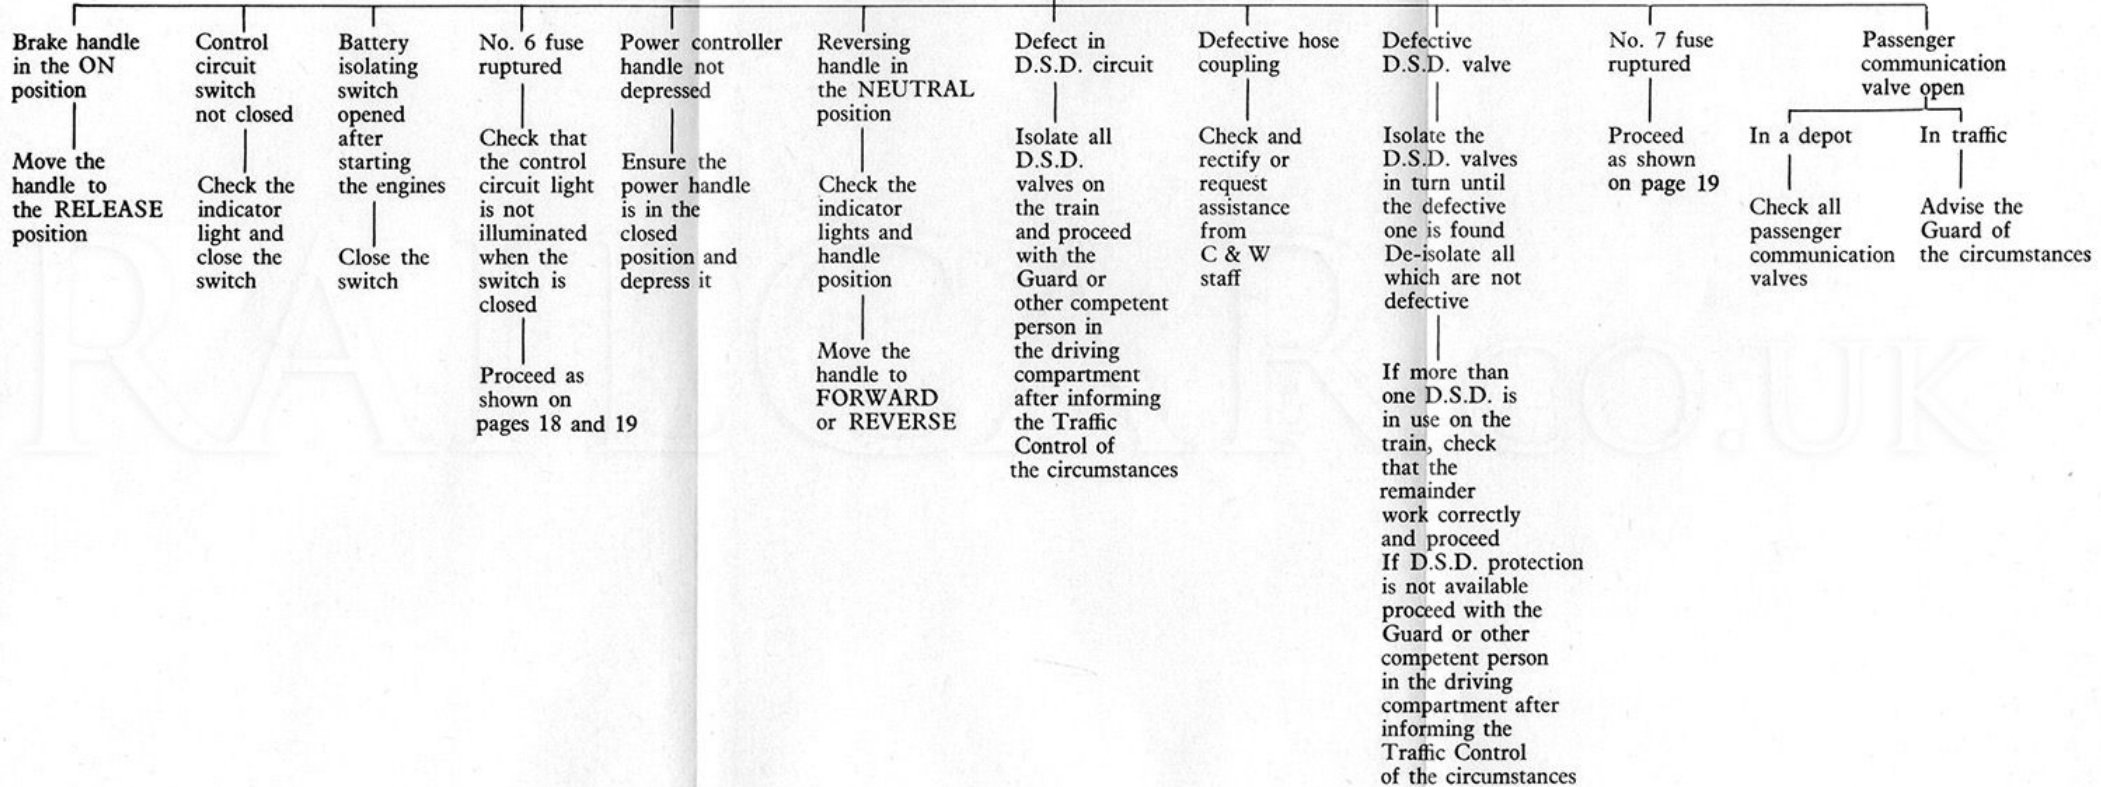 Brake handle
in the ON
position
Move the
handle to
the RELEASE
position
Control
circuit
switch
not closed
Check the
indicator
light and
close the
switch
Battery
isolating
switch
opened
after
starting
the engines
Close the
switch
No. 6 fuse
ruptured
Check that
the control
circuit light
is not
illuminated
when the
switch is
closed
Proceed as
shown on
pages 18 and 19
Power controller
handle not
depressed
Ensure the
power handle
is in the
closed
position and
depress it
Reversing
handle in
the NEUTRAL
position
Check the
indicator
lights and
handle
position
Move the
handle to
FORWARD
or REVERSE
Defect in
D.S.D. circuit
Isolate all
D.S.D.
valves on
the train
and proceed
with the
Guard or
other competent
person in
the driving
compartment
after informing
the Traffic
Control of
the circumstances
Defective hose
coupling
Check and
rectify or
request
assistance
from
C & W
staff
Defective
D.S.D. valve
Isolate the
D.S.D. valves
in turn until
the defective
one is found
De-isolate all
which are not
defective
If more than
one D.S.D. is
in use on the
train, check
that the
remainder
work correctly
and proceed
If D.S.D. protection
is not available
proceed with the
Guard or other
competent person
in the driving
compartment after
informing the
Traffic Control
of the circumstances
No. 7 fuse
ruptured
Proceed
as shown
on page 19
Passenger
communication
valve open
In a depot
Check all
passenger
communication
valves
In traffic
Advise the
Guard of
the circumstances
RAILCAR.CO.UK